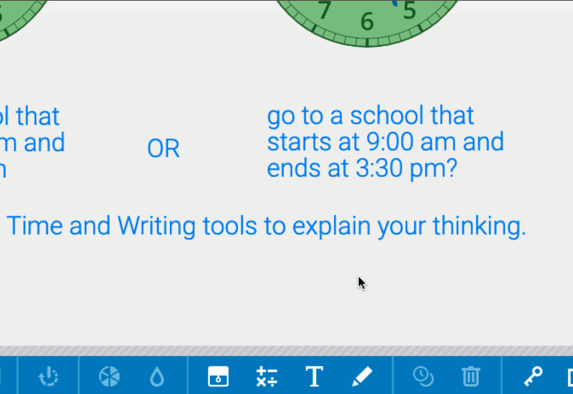 7 6 5
ol that
m and
OR
go to a school that
starts at 9:00 am and
ends at 3:30 pm?
Time and Writing tools to explain your thinking.
T